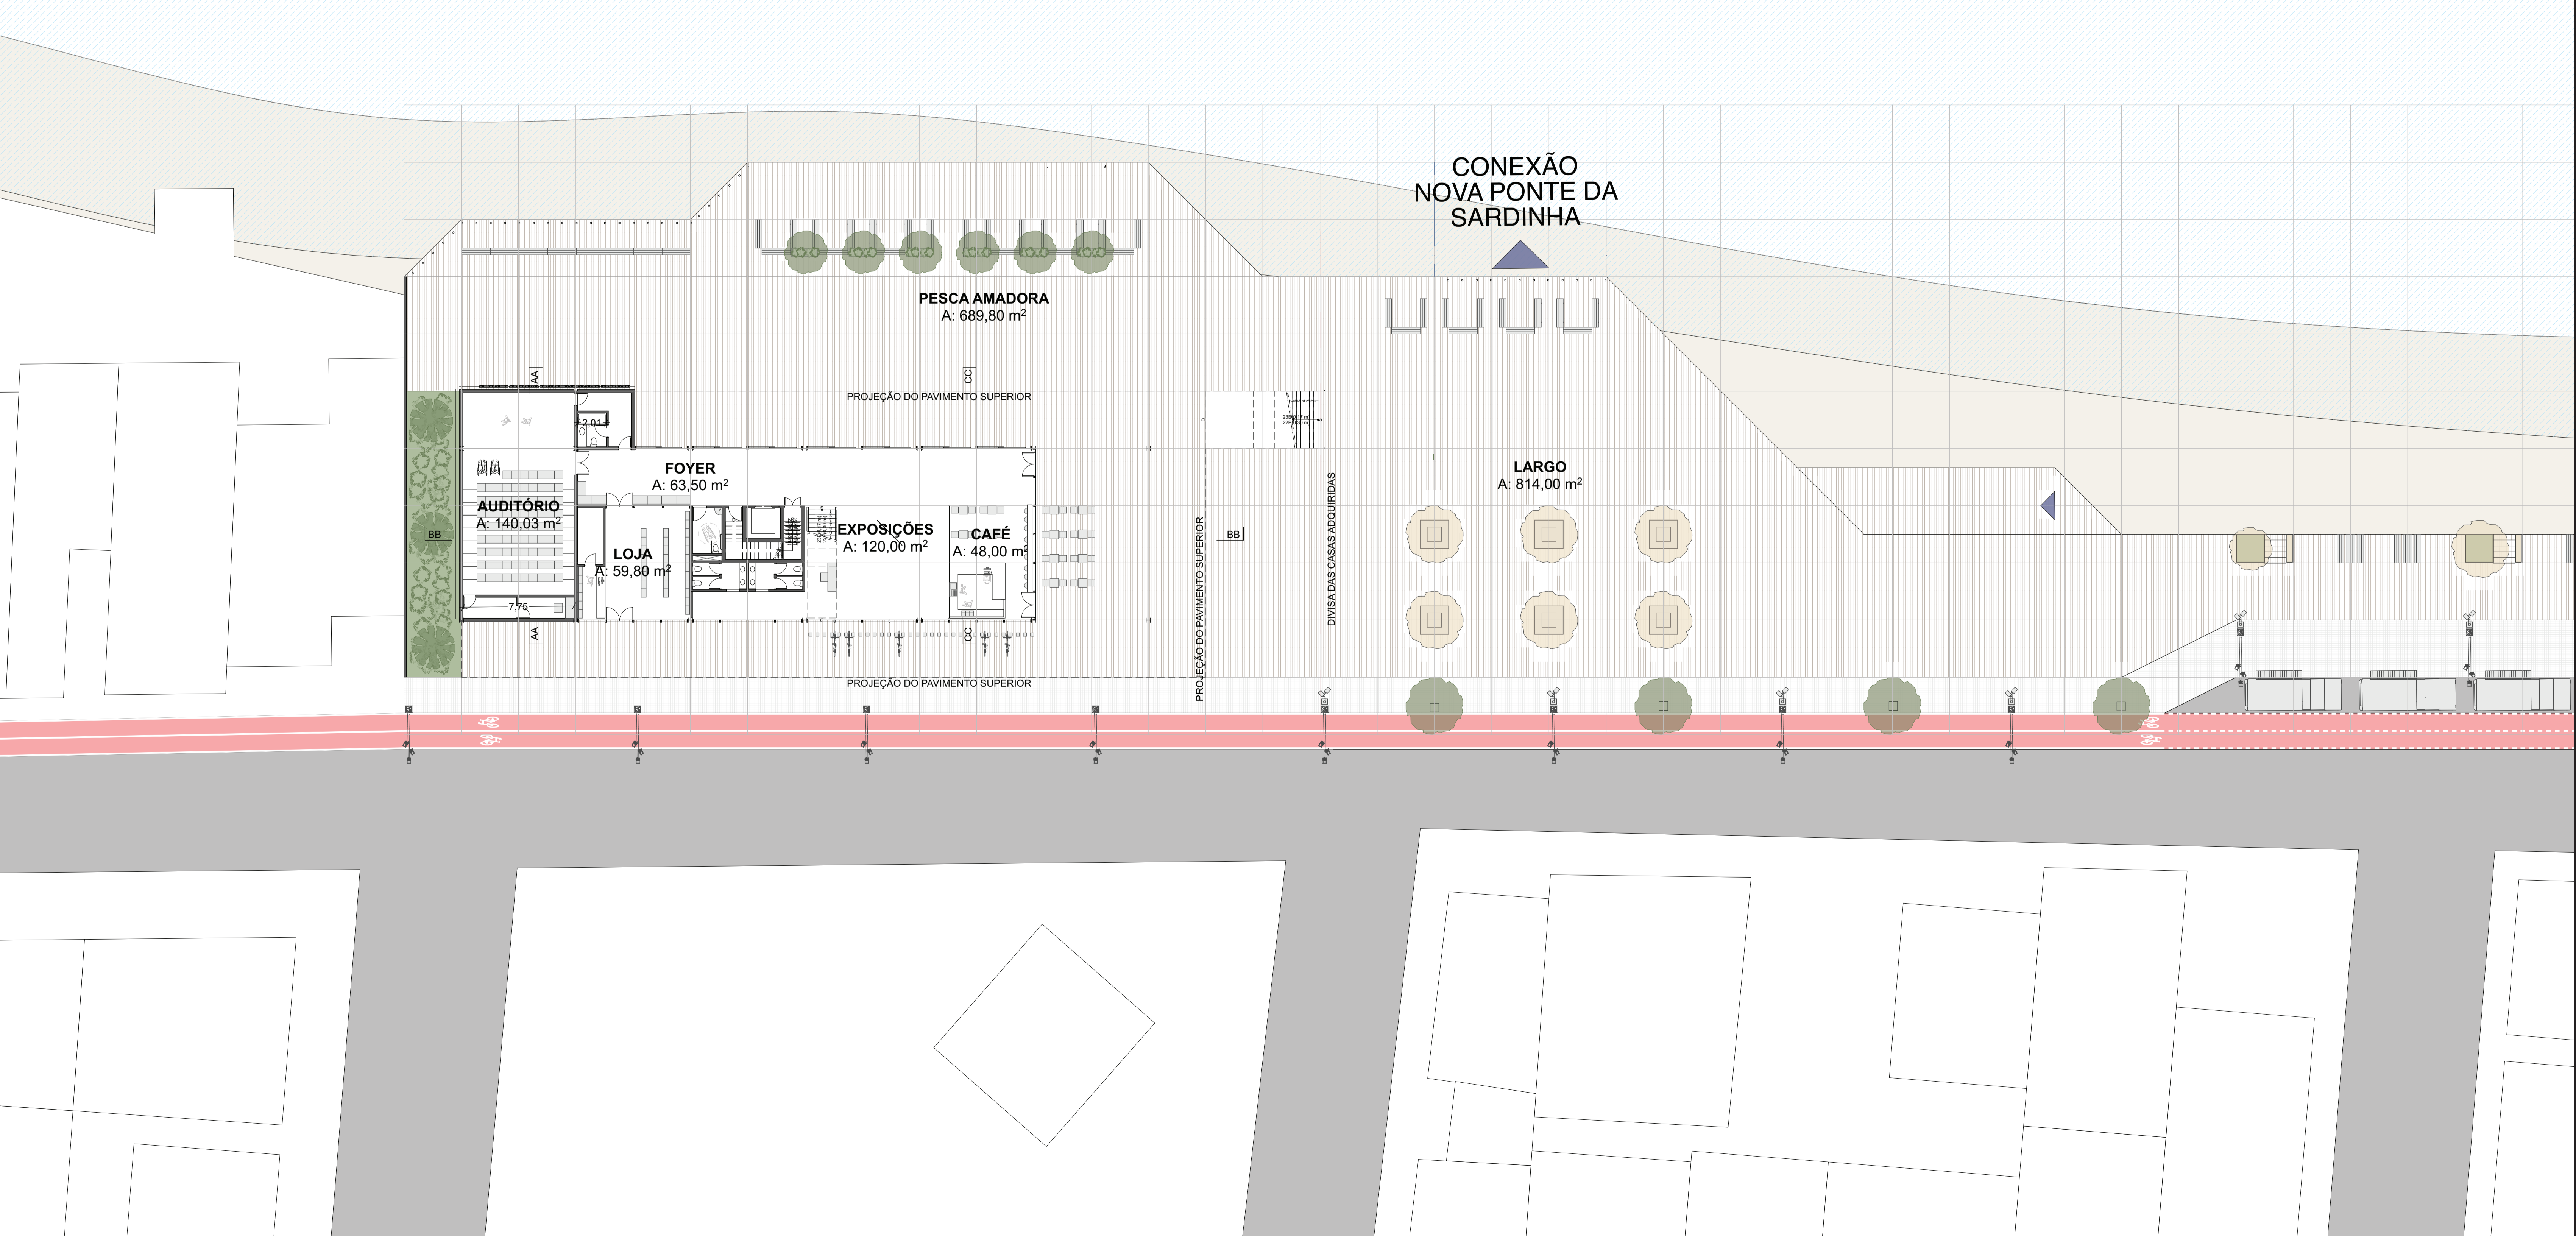 CONEXÃO
NOVA PONTE DA
SARDINHA
PESCA AMADORA
A: 689,80 m²
AA
CC
PROJEÇÃO DO PAVIMENTO SUPERIOR
2,01
FOYER
A: 63,50 m²
LARGO
A: 814,00 m²
AUDITÓRIO
A: 140,03 m²
BB
EXPOSIÇÕES
A: 120,00 m²
CAFÉ
A: 48,00 m²
BB
LOJA
A: 59,80 m²
PROJEÇÃO DO PAVIMENTO SUPERIOR
DIVISA DAS CASAS ADQUIRIDAS
7,75
AA
CC
PROJEÇÃO DO PAVIMENTO SUPERIOR